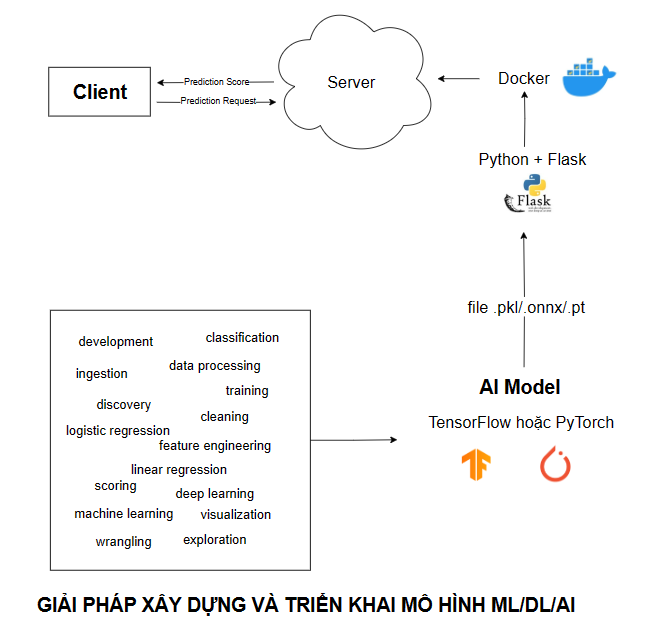 Client
Prediction Score
Prediction Request
Server
Docker
Python + Flask
Flask
file .pkl/.onnx/.pt
AI Model
TensorFlow hoặc PyTorch
development
classification
ingestion
data processing
training
discovery
cleaning
logistic regression
feature engineering
linear regression
scoring
deep learning
machine learning
visualization
wrangling
exploration
GIẢI PHÁP XÂY DỰNG VÀ TRIỂN KHAI MÔ HÌNH ML/DL/AI